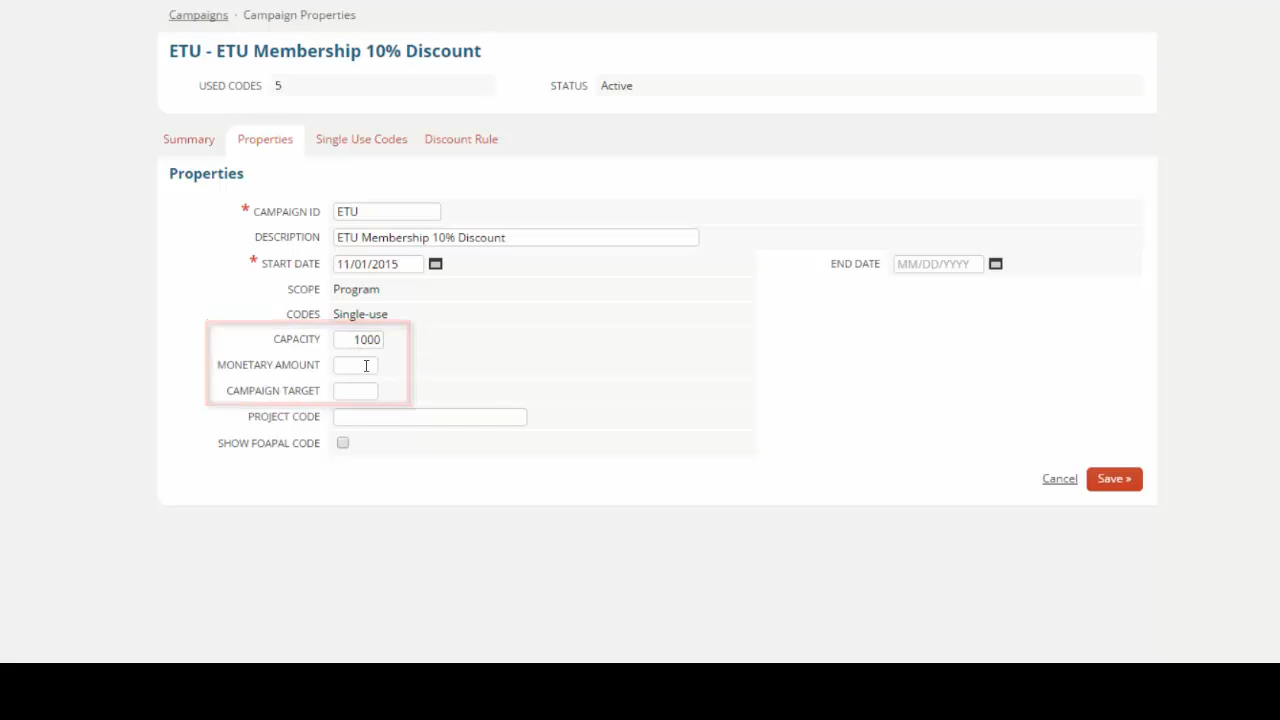 Campaigns · Campaign Properties
ETU - ETU Membership 10% Discount
USED CODES 5 STATUS Active
Summary Properties Single Use Codes Discount Rule
Properties
* CAMPAIGN ID ETU
DESCRIPTION ETU Membership 10% Discount
* START DATE 11/01/2015 END DATE MM/DD/YYYY
SCOPE Program
CODES Single-use
CAPACITY 1000
MONETARY AMOUNT
CAMPAIGN TARGET
PROJECT CODE
SHOW FOAPAL CODE
Cancel Save »